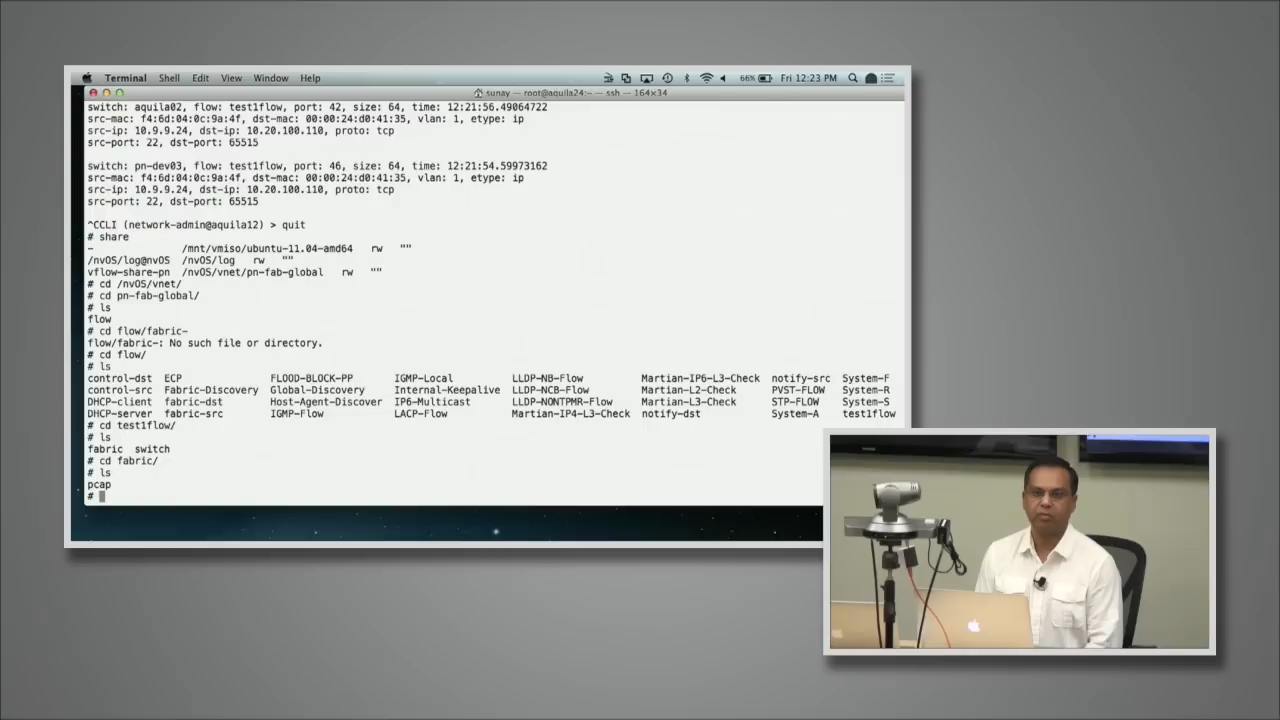 Terminal Shell Edit View Window Help 66% Fri 12:23 PM
sunay — root@aquila24:~ — ssh — 164×34
switch: aquila02, flow: test1flow, port: 42, size: 64, time: 12:21:56.49064722
src-mac: f4:6d:04:0c:9a:4f, dst-mac: 00:00:24:d0:41:35, vlan: 1, etype: ip
src-ip: 10.9.9.24, dst-ip: 10.20.100.110, proto: tcp
src-port: 22, dst-port: 65515
switch: pn-dev03, flow: test1flow, port: 46, size: 64, time: 12:21:54.59973162
src-mac: f4:6d:04:0c:9a:4f, dst-mac: 00:00:24:d0:41:35, vlan: 1, etype: ip
src-ip: 10.9.9.24, dst-ip: 10.20.100.110, proto: tcp
src-port: 22, dst-port: 65515
^CCLI (network-admin@aquila12) > quit
# share
- /mnt/vmiso/ubuntu-11.04-amd64 rw ""
/nvOS/log@nvOS /nvOS/log rw ""
vflow-share-pn /nvOS/vnet/pn-fab-global rw ""
# cd /nvOS/vnet/
# cd pn-fab-global/
# ls
flow
# cd flow/fabric-
flow/fabric-: No such file or directory.
# cd flow/
# ls
control-dst ECP FLOOD-BLOCK-PP IGMP-Local LLDP-NB-Flow Martian-IP6-L3-Check notify-src System-F
control-src Fabric-Discovery Global-Discovery Internal-Keepalive LLDP-NCB-Flow Martian-L2-Check PVST-FLOW System-R
DHCP-client fabric-dst Host-Agent-Discover IP6-Multicast LLDP-NONTPMR-Flow Martian-L3-Check STP-FLOW System-S
DHCP-server fabric-src IGMP-Flow LACP-Flow Martian-IP4-L3-Check notify-dst System-A test1flow
# cd test1flow/
# ls
fabric switch
# cd fabric/
# ls
pcap
#